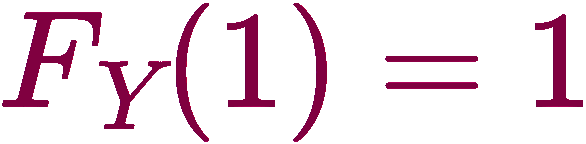 F_Y(1) = 1